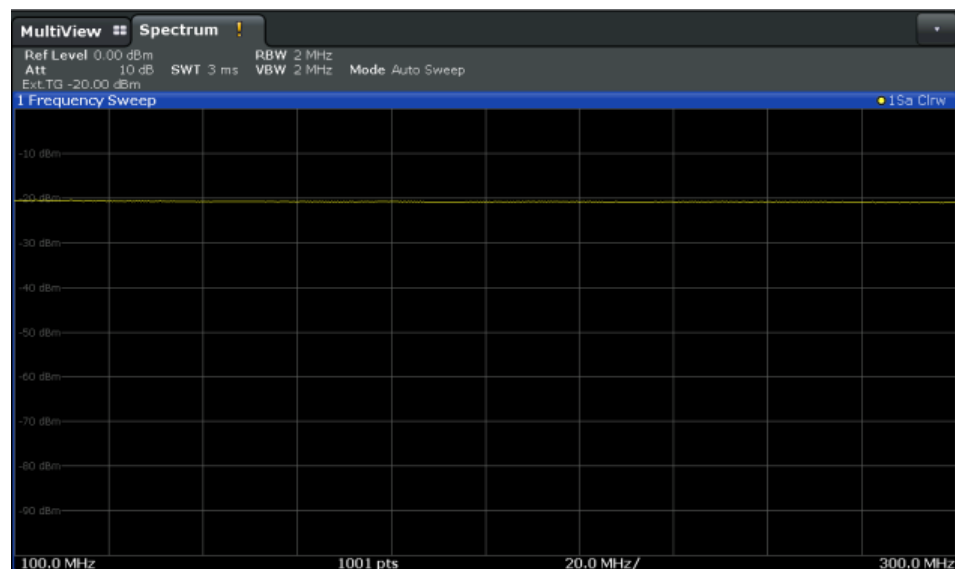 MultiView Spectrum !
Ref Level 0.00 dBm RBW 2 MHz
Att 10 dB SWT 3 ms VBW 2 MHz Mode Auto Sweep
Ext.TG -20.00 dBm
1 Frequency Sweep 1Sa Clrw
-10 dBm
-20 dBm
-30 dBm
-40 dBm
-50 dBm
-60 dBm
-70 dBm
-80 dBm
-90 dBm
100.0 MHz 1001 pts 20.0 MHz/ 300.0 MHz